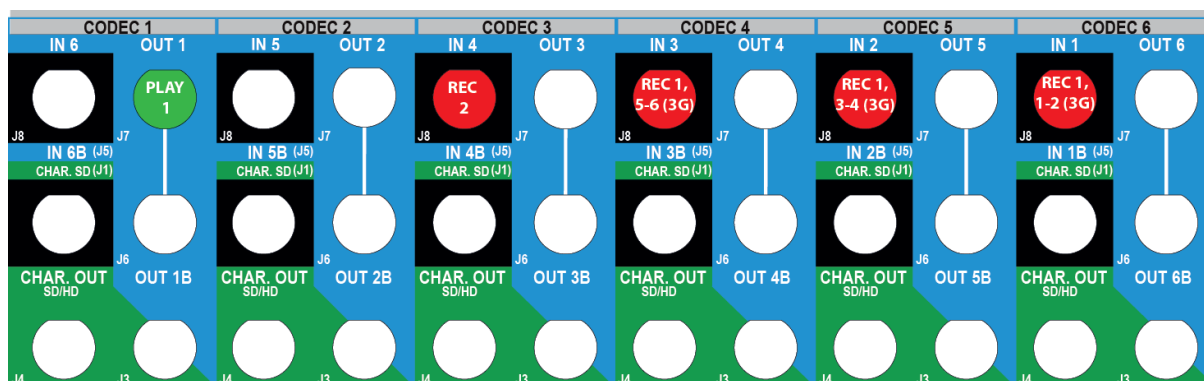 CODEC 1 CODEC 2 CODEC 3 CODEC 4 CODEC 5 CODEC 6
IN 6 OUT 1 IN 5 OUT 2 IN 4 OUT 3 IN 3 OUT 4 IN 2 OUT 5 IN 1 OUT 6
PLAY REC REC 1, REC 1, REC 1,
1 2 5-6 (3G) 3-4 (3G) 1-2 (3G)
J8 J7 J8 J7 J8 J7 J8 J7 J8 J7 J8 J7
IN 6B (J5) IN 5B (J5) IN 4B (J5) IN 3B (J5) IN 2B (J5) IN 1B (J5)
CHAR. SD (J1) CHAR. SD (J1) CHAR. SD (J1) CHAR. SD (J1) CHAR. SD (J1) CHAR. SD (J1)
J6 J6 J6 J6 J6 J6
CHAR. OUT OUT 1B CHAR. OUT OUT 2B CHAR. OUT OUT 3B CHAR. OUT OUT 4B CHAR. OUT OUT 5B CHAR. OUT OUT 6B
SD/HD SD/HD SD/HD SD/HD SD/HD SD/HD
J4 J3 J4 J3 J4 J3 J4 J3 J4 J3 J4 J3